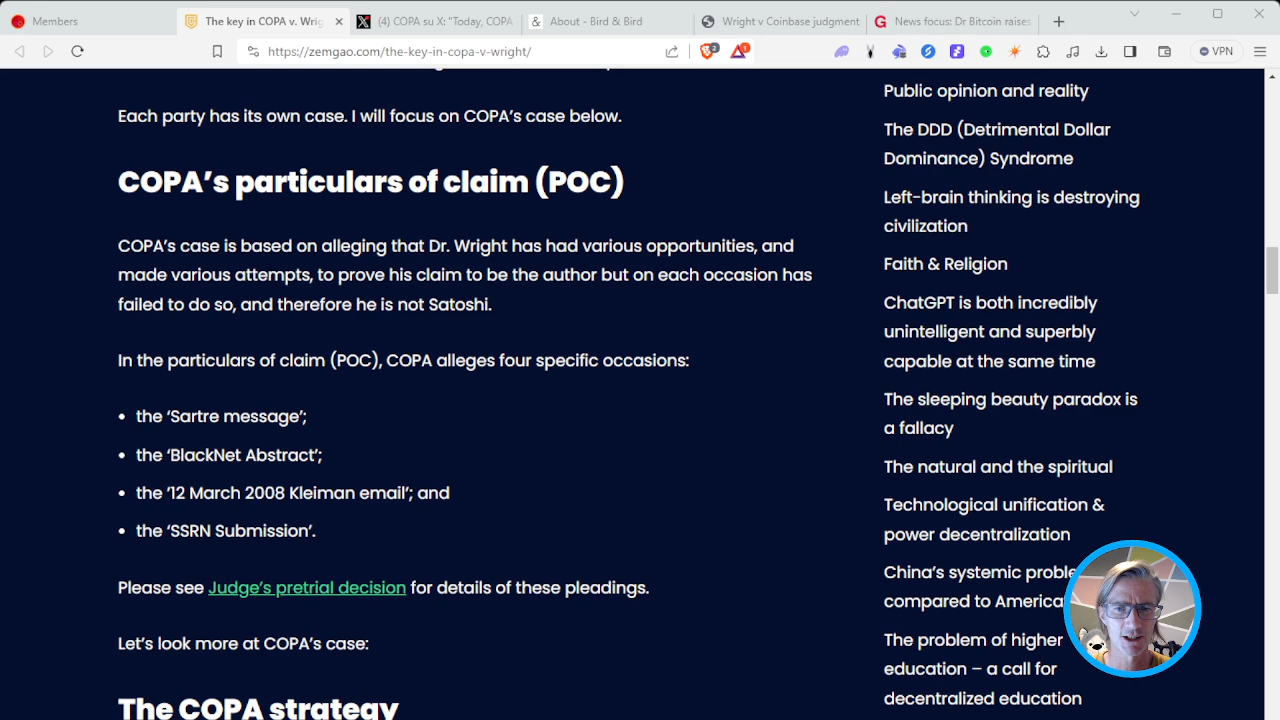 Members
The key in COPA v. Wrig
(4) COPA su X: "Today, COPA
& About - Bird & Bird
Wright v Coinbase judgment
G News focus: Dr Bitcoin raises
https://zemgao.com/the-key-in-copa-v-wright/
2
1
VPN
Each party has its own case. I will focus on COPA's case below.
COPA's particulars of claim (POC)
COPA's case is based on alleging that Dr. Wright has had various opportunities, and
made various attempts, to prove his claim to be the author but on each occasion has
failed to do so, and therefore he is not Satoshi.
In the particulars of claim (POC), COPA alleges four specific occasions:
• the 'Sartre message';
• the 'BlackNet Abstract';
• the '12 March 2008 Kleiman email'; and
• the 'SSRN Submission'.
Please see Judge's pretrial decision for details of these pleadings.
Let's look more at COPA's case:
The COPA strategy
Public opinion and reality
The DDD (Detrimental Dollar
Dominance) Syndrome
Left-brain thinking is destroying
civilization
Faith & Religion
ChatGPT is both incredibly
unintelligent and superbly
capable at the same time
The sleeping beauty paradox is
a fallacy
The natural and the spiritual
Technological unification &
power decentralization
China's systemic proble
compared to America
The problem of higher
education – a call for
decentralized education